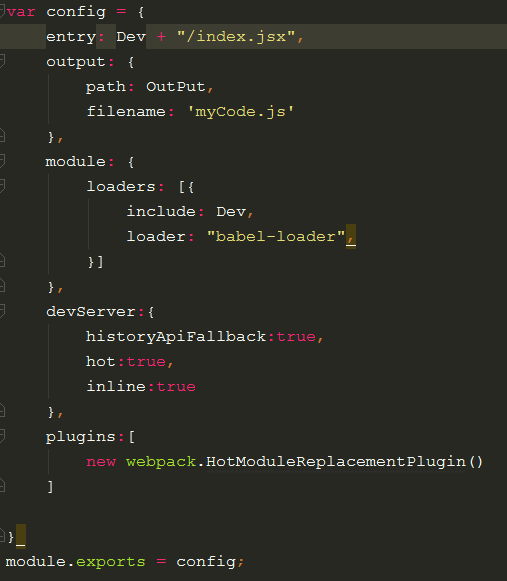 var config = {
    entry: Dev + "/index.jsx",
    output: {
        path: OutPut,
        filename: 'myCode.js'
    },
    module: {
        loaders: [{
            include: Dev,
            loader: "babel-loader",
        }]
    },
    devServer:{
        historyApiFallback:true,
        hot:true,
        inline:true
    },
    plugins:[
        new webpack.HotModuleReplacementPlugin()
    ]

}
module.exports = config;